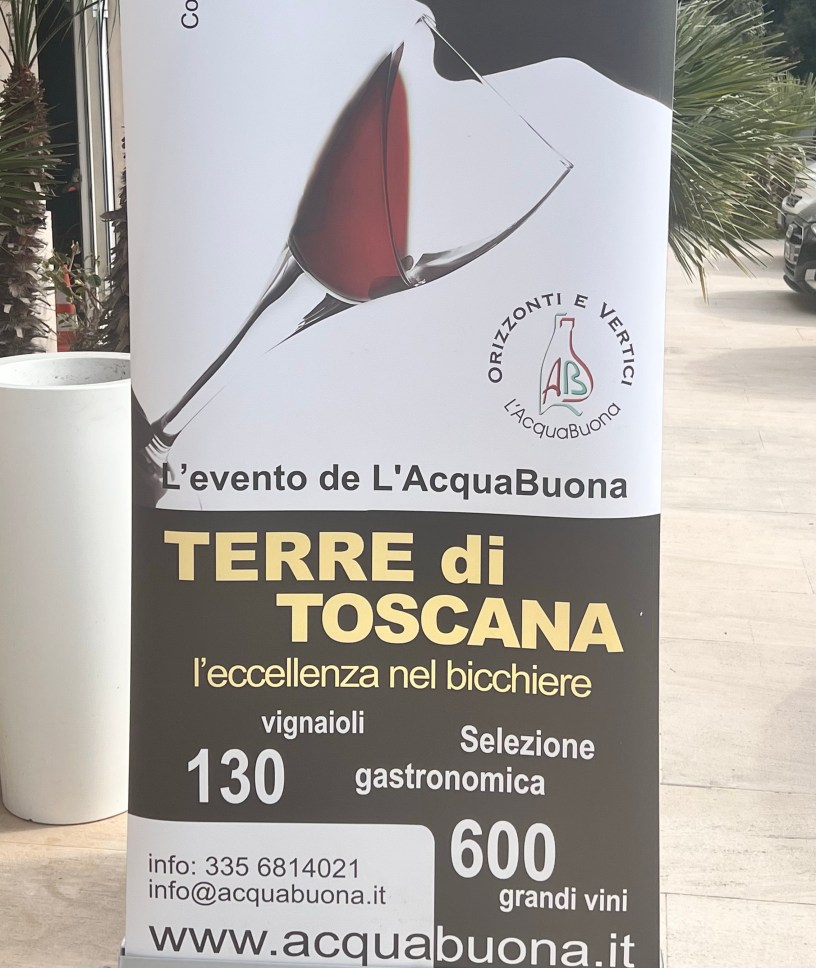 Co
ORIZZONTI E VERTICI
AB
L'AcquaBuona
L'evento de L'AcquaBuona
TERRE di
TOSCANA
l'eccellenza nel bicchiere
vignaioli
130
Selezione
gastronomica
600
grandi vini
info: 335 6814021
info@acquabuona.it
www.acquabuona.it